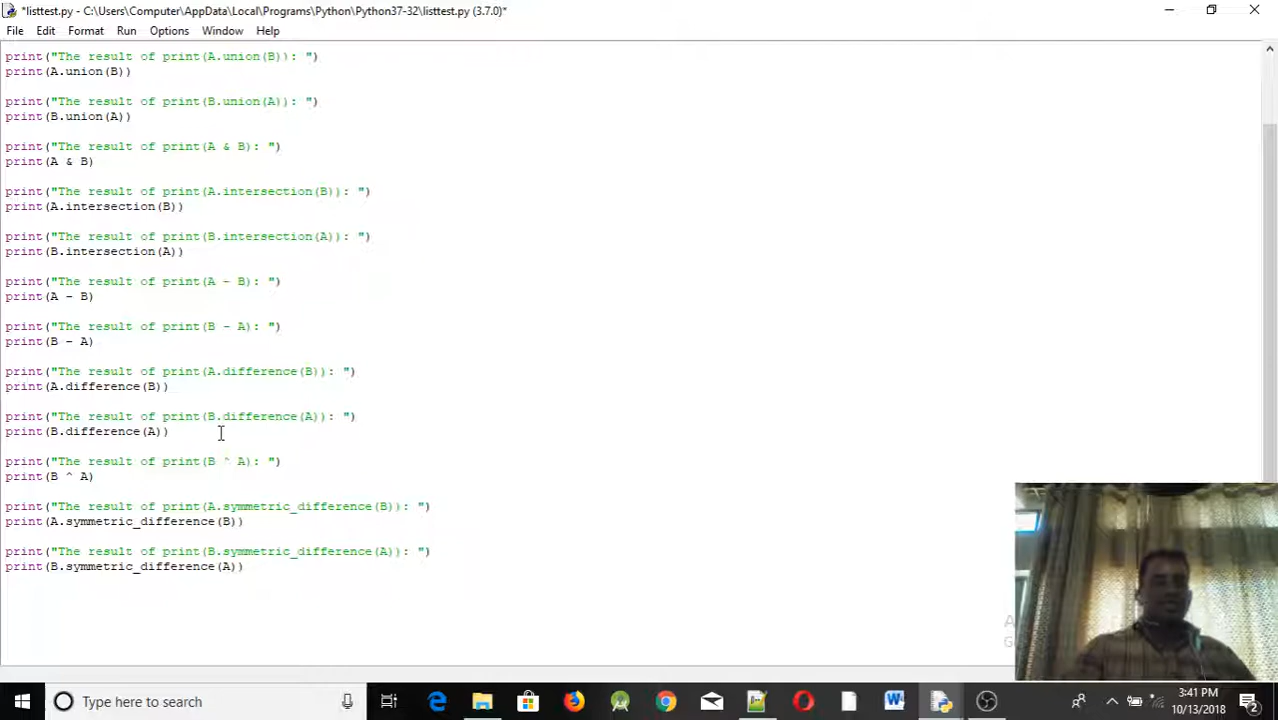 *listtest.py - C:\Users\Computer\AppData\Local\Programs\Python\Python37-32\listtest.py (3.7.0)*
File Edit Format Run Options Window Help
print("The result of print(A.union(B)): ")
print(A.union(B))
print("The result of print(B.union(A)): ")
print(B.union(A))
print("The result of print(A & B): ")
print(A & B)
print("The result of print(A.intersection(B)): ")
print(A.intersection(B))
print("The result of print(B.intersection(A)): ")
print(B.intersection(A))
print("The result of print(A - B): ")
print(A - B)
print("The result of print(B - A): ")
print(B - A)
print("The result of print(A.difference(B)): ")
print(A.difference(B))
print("The result of print(B.difference(A)): ")
print(B.difference(A))
print("The result of print(B ^ A): ")
print(B ^ A)
print("The result of print(A.symmetric_difference(B)): ")
print(A.symmetric_difference(B))
print("The result of print(B.symmetric_difference(A)): ")
print(B.symmetric_difference(A))
Type here to search
3:41 PM
10/13/2018
2